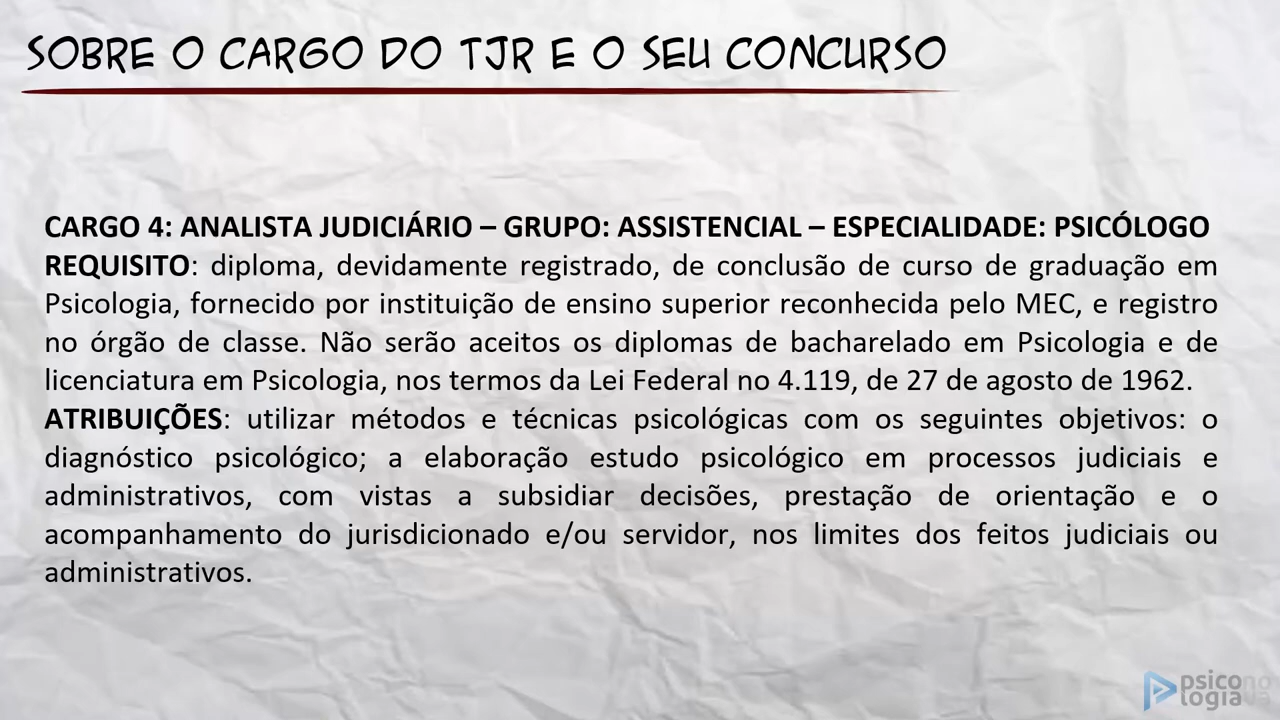 SOBRE O CARGO DO TJR E O SEU CONCURSO
CARGO 4: ANALISTA JUDICIÁRIO – GRUPO: ASSISTENCIAL – ESPECIALIDADE: PSICÓLOGO
REQUISITO: diploma, devidamente registrado, de conclusão de curso de graduação em
Psicologia, fornecido por instituição de ensino superior reconhecida pelo MEC, e registro
no órgão de classe. Não serão aceitos os diplomas de bacharelado em Psicologia e de
licenciatura em Psicologia, nos termos da Lei Federal no 4.119, de 27 de agosto de 1962.
ATRIBUIÇÕES: utilizar métodos e técnicas psicológicas com os seguintes objetivos: o
diagnóstico psicológico; a elaboração estudo psicológico em processos judiciais e
administrativos, com vistas a subsidiar decisões, prestação de orientação e o
acompanhamento do jurisdicionado e/ou servidor, nos limites dos feitos judiciais ou
administrativos.
psicono
logia